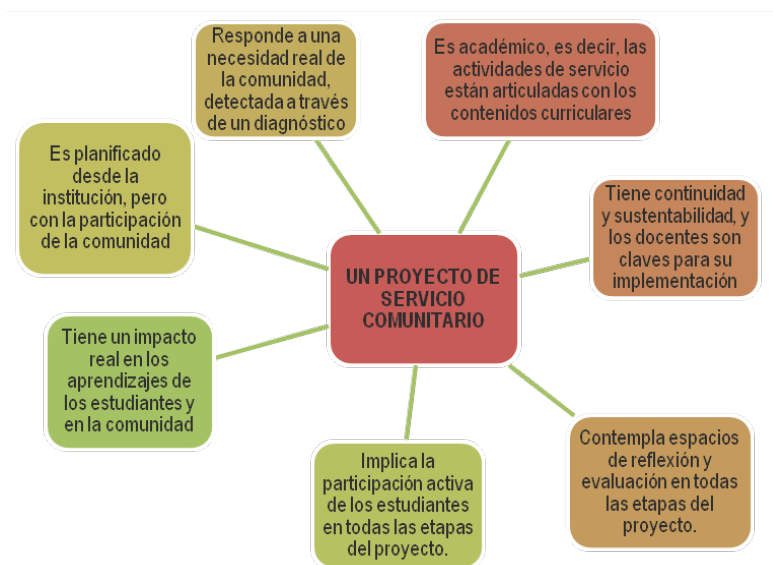 UN PROYECTO DE
SERVICIO
COMUNITARIO
Es académico, es decir, las
actividades de servicio
están articuladas con los
contenidos curriculares
Tiene continuidad
y sustentabilidad, y
los docentes son
claves para su
implementación
Contempla espacios
de reflexión y
evaluación en todas
las etapas del
proyecto.
Implica la
participación activa
de los estudiantes
en todas las etapas
del proyecto.
Tiene un impacto
real en los
aprendizajes de
los estudiantes y
en la comunidad
Es planificado
desde la
institución, pero
con la participación
de la comunidad
Responde a una
necesidad real de
la comunidad,
detectada a través
de un diagnóstico